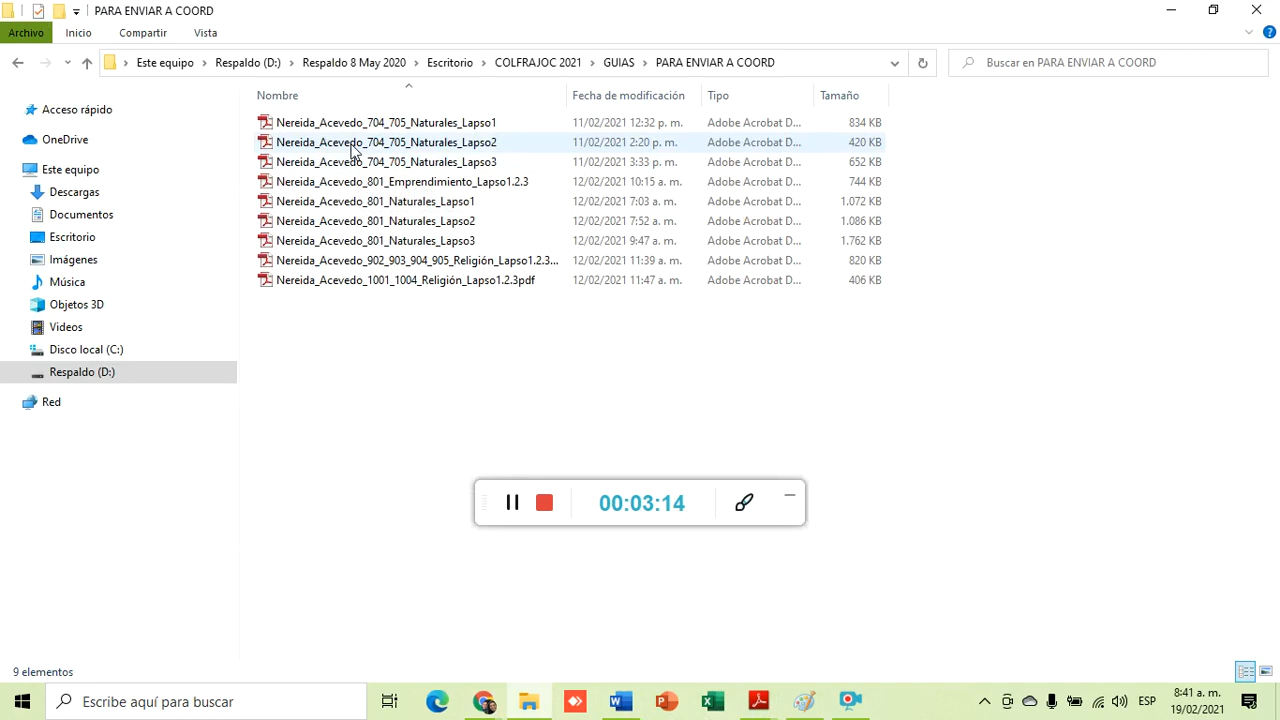 PARA ENVIAR A COORD
Archivo Inicio Compartir Vista
Este equipo Respaldo (D:) Respaldo 8 May 2020 Escritorio COLFRAJOC 2021 GUIAS PARA ENVIAR A COORD Buscar en PARA ENVIAR A COORD
Nombre Fecha de modificación Tipo Tamaño
Acceso rápido
OneDrive
Este equipo
Descargas
Documentos
Escritorio
Imágenes
Música
Objetos 3D
Videos
Disco local (C:)
Respaldo (D:)
Red
Nereida_Acevedo_704_705_Naturales_Lapso1 11/02/2021 12:32 p. m. Adobe Acrobat D... 834 KB
Nereida_Acevedo_704_705_Naturales_Lapso2 11/02/2021 2:20 p. m. Adobe Acrobat D... 420 KB
Nereida_Acevedo_704_705_Naturales_Lapso3 11/02/2021 3:33 p. m. Adobe Acrobat D... 652 KB
Nereida_Acevedo_801_Emprendimiento_Lapso1.2.3 12/02/2021 10:15 a. m. Adobe Acrobat D... 744 KB
Nereida_Acevedo_801_Naturales_Lapso1 12/02/2021 7:03 a. m. Adobe Acrobat D... 1.072 KB
Nereida_Acevedo_801_Naturales_Lapso2 12/02/2021 7:52 a. m. Adobe Acrobat D... 1.086 KB
Nereida_Acevedo_801_Naturales_Lapso3 12/02/2021 9:47 a. m. Adobe Acrobat D... 1.762 KB
Nereida_Acevedo_902_903_904_905_Religión_Lapso1.2.3... 12/02/2021 11:39 a. m. Adobe Acrobat D... 820 KB
Nereida_Acevedo_1001_1004_Religión_Lapso1.2.3pdf 12/02/2021 11:47 a. m. Adobe Acrobat D... 406 KB
00:03:14
9 elementos
Escribe aquí para buscar
ESP
8:41 a. m.
19/02/2021